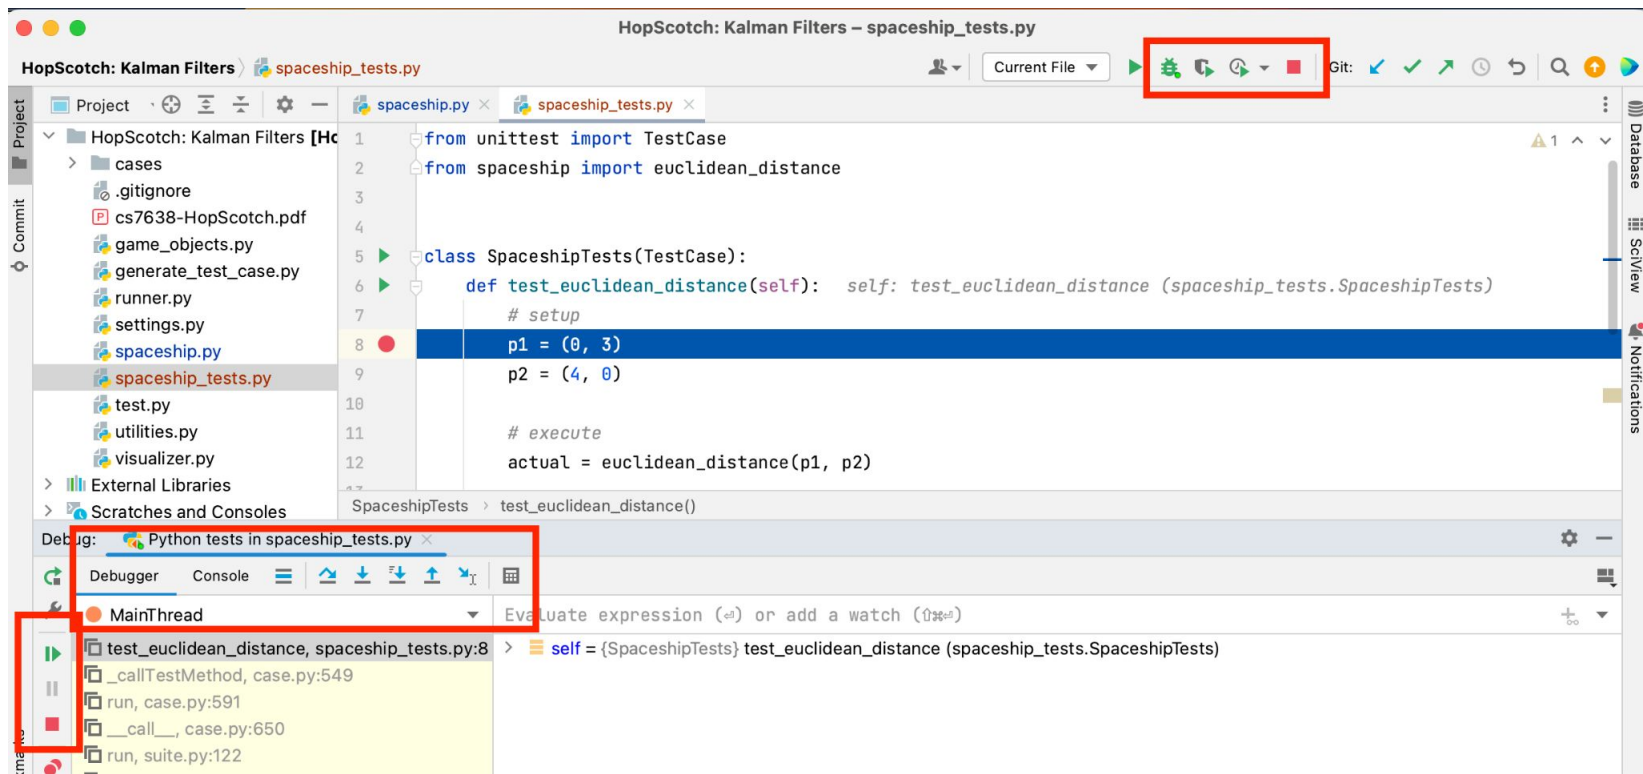 HopScotch: Kalman Filters – spaceship_tests.py
HopScotch: Kalman Filters
spaceship_tests.py
Current File
Git:
Project
spaceship.py
spaceship_tests.py
Project
Commit
HopScotch: Kalman Filters [Ho
cases
.gitignore
cs7638-HopScotch.pdf
game_objects.py
generate_test_case.py
runner.py
settings.py
spaceship.py
spaceship_tests.py
test.py
utilities.py
visualizer.py
External Libraries
Scratches and Consoles
1 from unittest import TestCase
2 from spaceship import euclidean_distance
3
4
5 class SpaceshipTests(TestCase):
6 def test_euclidean_distance(self): self: test_euclidean_distance (spaceship_tests.SpaceshipTests)
7 # setup
8 p1 = (0, 3)
9 p2 = (4, 0)
10
11 # execute
12 actual = euclidean_distance(p1, p2)
1
Database
SciView
Notifications
SpaceshipTests
test_euclidean_distance()
Debug:
Python tests in spaceship_tests.py
Debugger
Console
MainThread
Evaluate expression (⏎) or add a watch (⇧⌘⏎)
test_euclidean_distance, spaceship_tests.py:8
self = {SpaceshipTests} test_euclidean_distance (spaceship_tests.SpaceshipTests)
_callTestMethod, case.py:549
run, case.py:591
__call__, case.py:650
run, suite.py:122